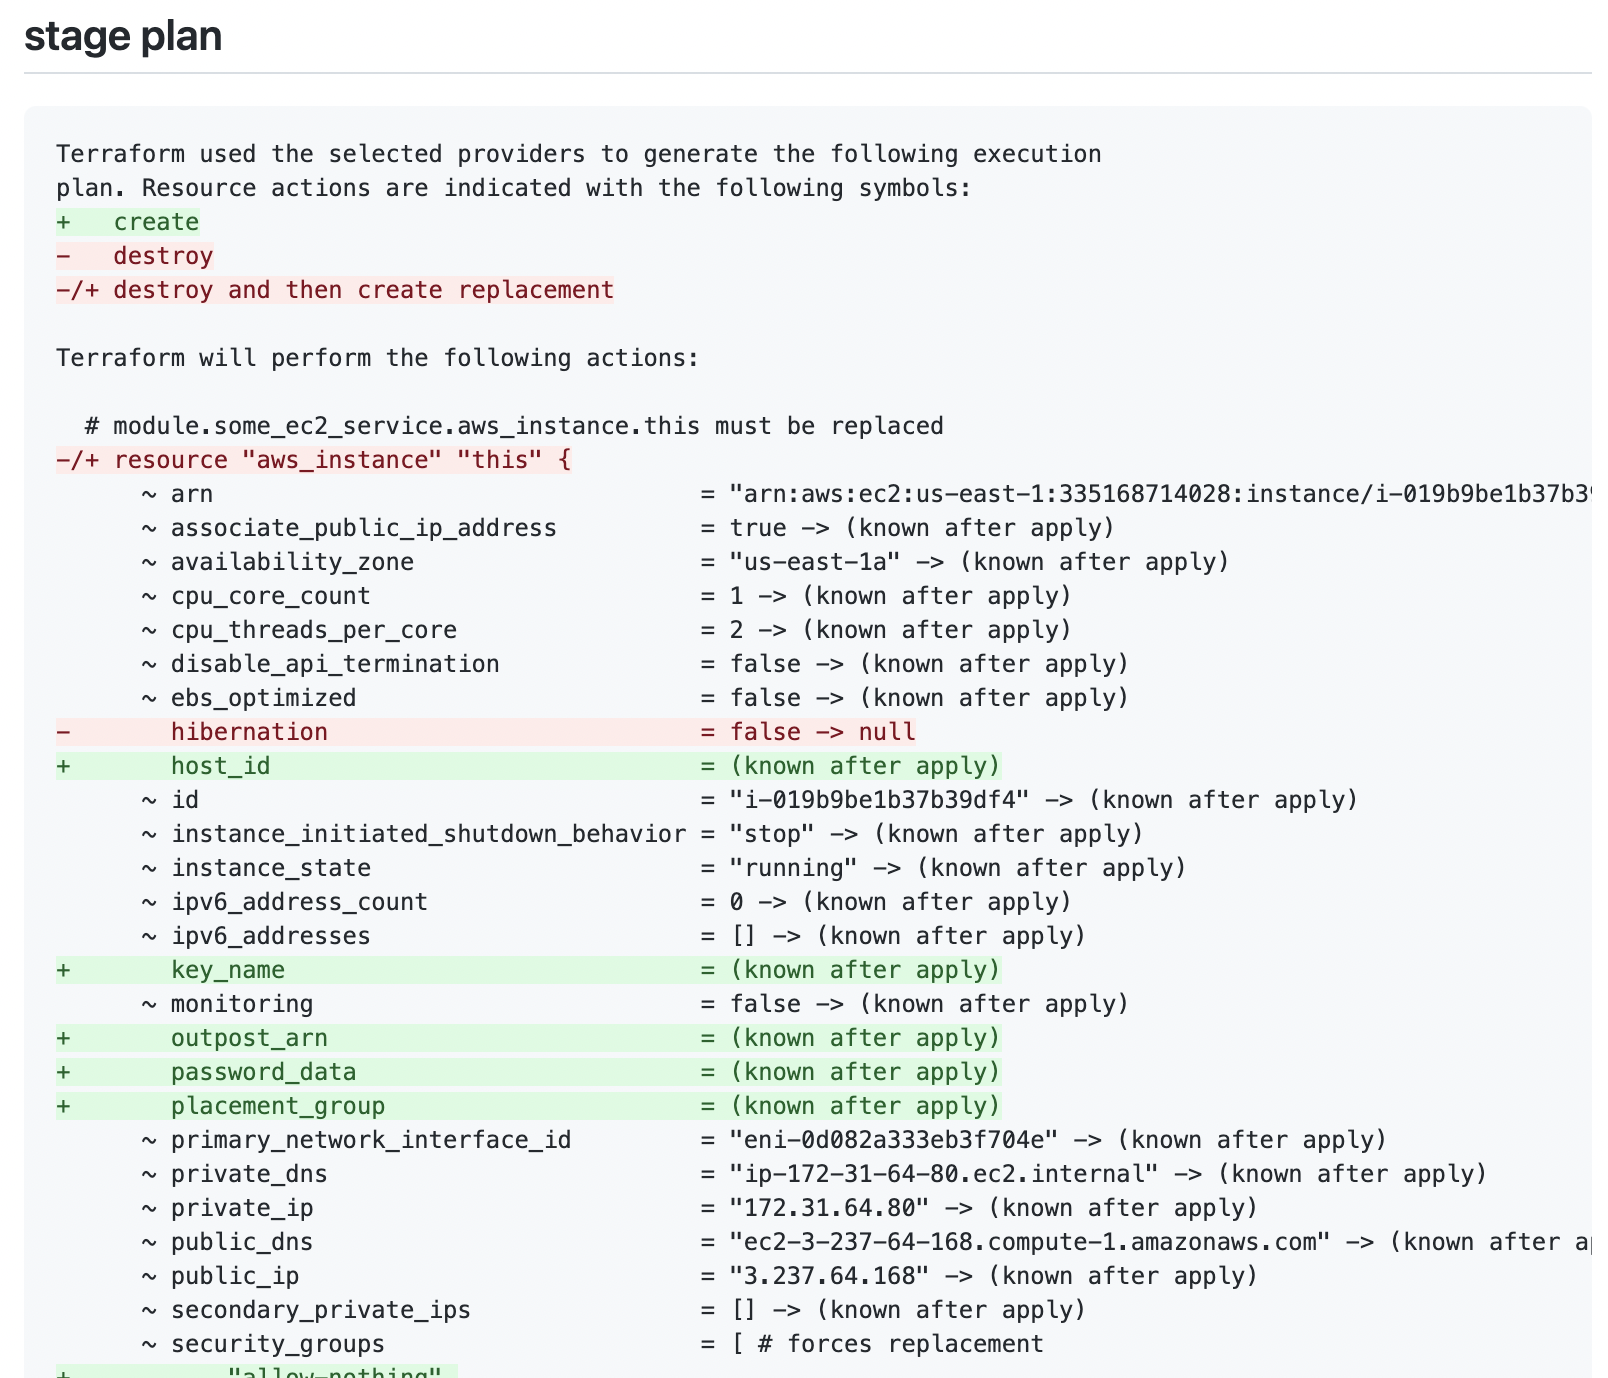 stage plan
Terraform used the selected providers to generate the following execution
plan. Resource actions are indicated with the following symbols:
+   create
-   destroy
-/+ destroy and then create replacement
Terraform will perform the following actions:
  # module.some_ec2_service.aws_instance.this must be replaced
-/+ resource "aws_instance" "this" {
      ~ arn                                  = "arn:aws:ec2:us-east-1:335168714028:instance/i-019b9be1b37b39
      ~ associate_public_ip_address          = true -> (known after apply)
      ~ availability_zone                    = "us-east-1a" -> (known after apply)
      ~ cpu_core_count                       = 1 -> (known after apply)
      ~ cpu_threads_per_core                 = 2 -> (known after apply)
      ~ disable_api_termination              = false -> (known after apply)
      ~ ebs_optimized                        = false -> (known after apply)
-       hibernation                          = false -> null
+       host_id                              = (known after apply)
      ~ id                                   = "i-019b9be1b37b39df4" -> (known after apply)
      ~ instance_initiated_shutdown_behavior = "stop" -> (known after apply)
      ~ instance_state                       = "running" -> (known after apply)
      ~ ipv6_address_count                   = 0 -> (known after apply)
      ~ ipv6_addresses                       = [] -> (known after apply)
+       key_name                             = (known after apply)
      ~ monitoring                           = false -> (known after apply)
+       outpost_arn                          = (known after apply)
+       password_data                        = (known after apply)
+       placement_group                      = (known after apply)
      ~ primary_network_interface_id         = "eni-0d082a333eb3f704e" -> (known after apply)
      ~ private_dns                          = "ip-172-31-64-80.ec2.internal" -> (known after apply)
      ~ private_ip                           = "172.31.64.80" -> (known after apply)
      ~ public_dns                           = "ec2-3-237-64-168.compute-1.amazonaws.com" -> (known after a
      ~ public_ip                            = "3.237.64.168" -> (known after apply)
      ~ secondary_private_ips                = [] -> (known after apply)
      ~ security_groups                      = [ # forces replacement
+           "allow-nothing",